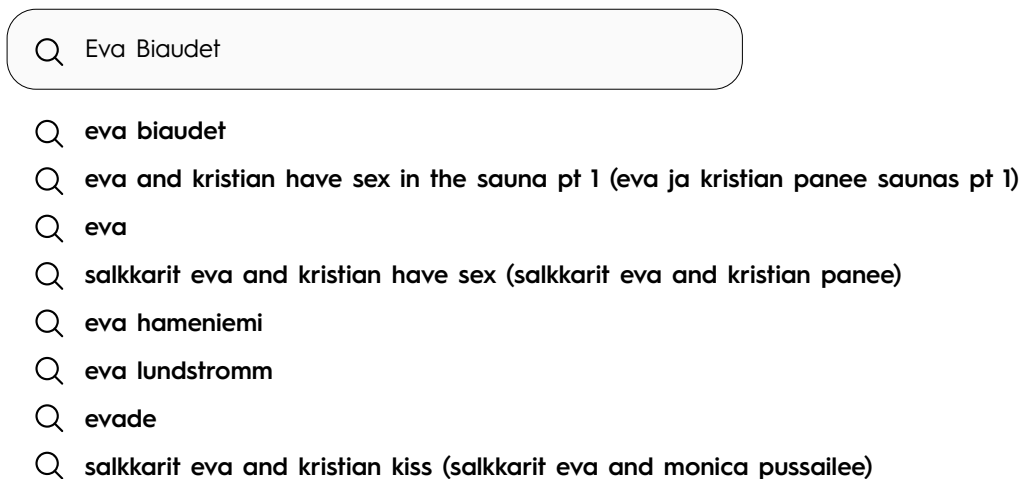 Eva Biaudet
eva biaudet
eva and kristian have sex in the sauna pt 1 (eva ja kristian panee saunas pt 1)
eva
salkkarit eva and kristian have sex (salkkarit eva and kristian panee)
eva hameniemi
eva lundstromm
evade
salkkarit eva and kristian kiss (salkkarit eva and monica pussailee)